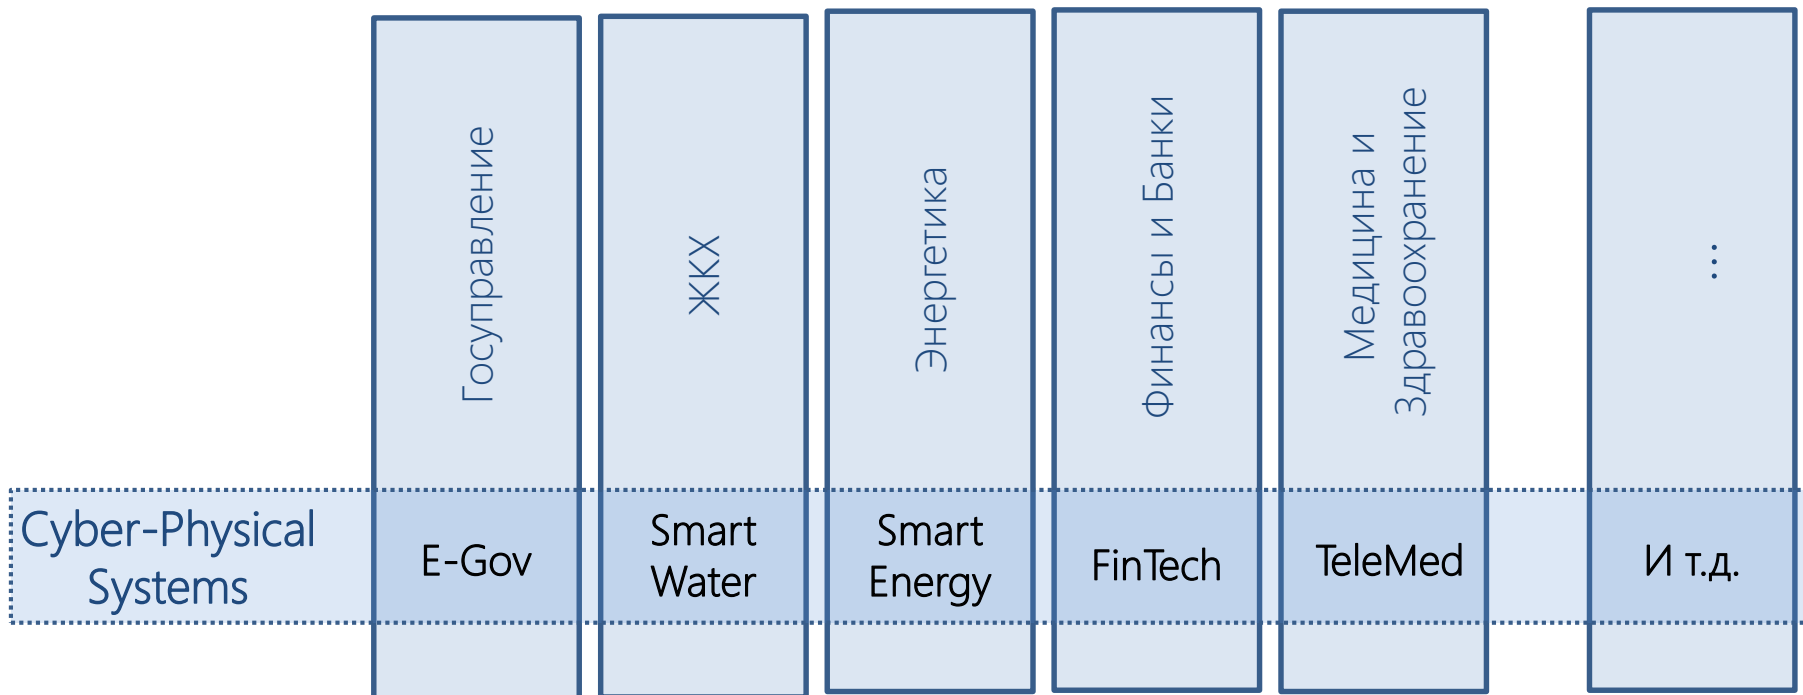 Госуправление
ЖКХ
Энергетика
Финансы и Банки
Медицина и
Здравоохранение
...
Cyber-Physical
Systems
E-Gov
Smart
Water
Smart
Energy
FinTech
TeleMed
И т.д.